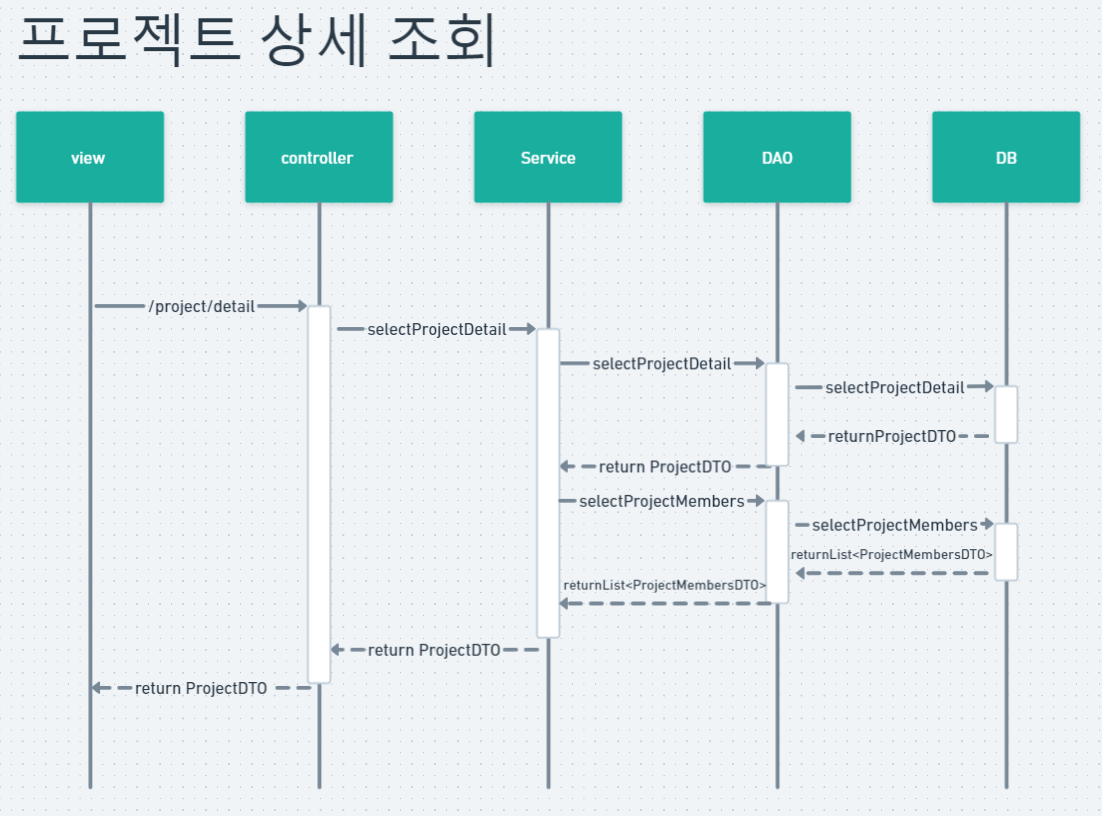 프로젝트 상세 조회
view
controller
Service
DAO
DB
/project/detail
selectProjectDetail
selectProjectDetail
selectProjectDetail
returnProjectDTO
return ProjectDTO
selectProjectMembers
selectProjectMembers
returnList<ProjectMembersDTO>
returnList<ProjectMembersDTO>
return ProjectDTO
return ProjectDTO